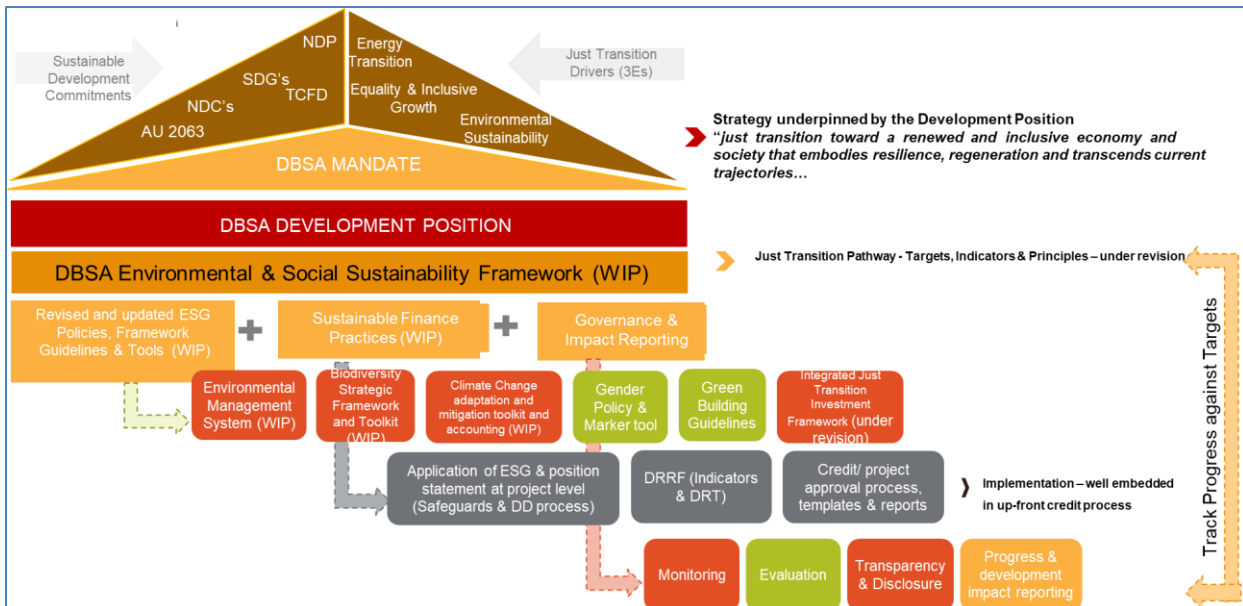 i
Sustainable
Development
Commitments
NDP
SDG's
TCFD
NDC's
AU 2063
Energy
Transition
Equality & Inclusive
Growth
Environmental
Sustainability
Just Transition
Drivers (3Es)
DBSA MANDATE
Strategy underpinned by the Development Position
"just transition toward a renewed and inclusive economy and
society that embodies resilience, regeneration and transcends current
trajectories…
DBSA DEVELOPMENT POSITION
DBSA Environmental & Social Sustainability Framework (WIP)
Just Transition Pathway - Targets, Indicators & Principles – under revision
Revised and updated ESG
Policies, Framework
Guidelines & Tools (WIP)
+
Sustainable Finance
Practices (WIP)
+
Governance &
Impact Reporting
Environmental
Management
System (WIP)
Biodiversity
Strategic
Framework
and Toolkit
(WIP)
Climate Change
adaptation and
mitigation toolkit and
accounting (WIP)
Gender
Policy &
Marker tool
Green
Building
Guidelines
Integrated Just
Transition
Investment
Framework (under
revision)
Application of ESG & position
statement at project level
(Safeguards & DD process)
DRRF (Indicators
& DRT)
Credit/ project
approval process,
templates & reports
Implementation – well embedded
in up-front credit process
Monitoring
Evaluation
Transparency
& Disclosure
Progress &
development
impact reporting
Track Progress against Targets